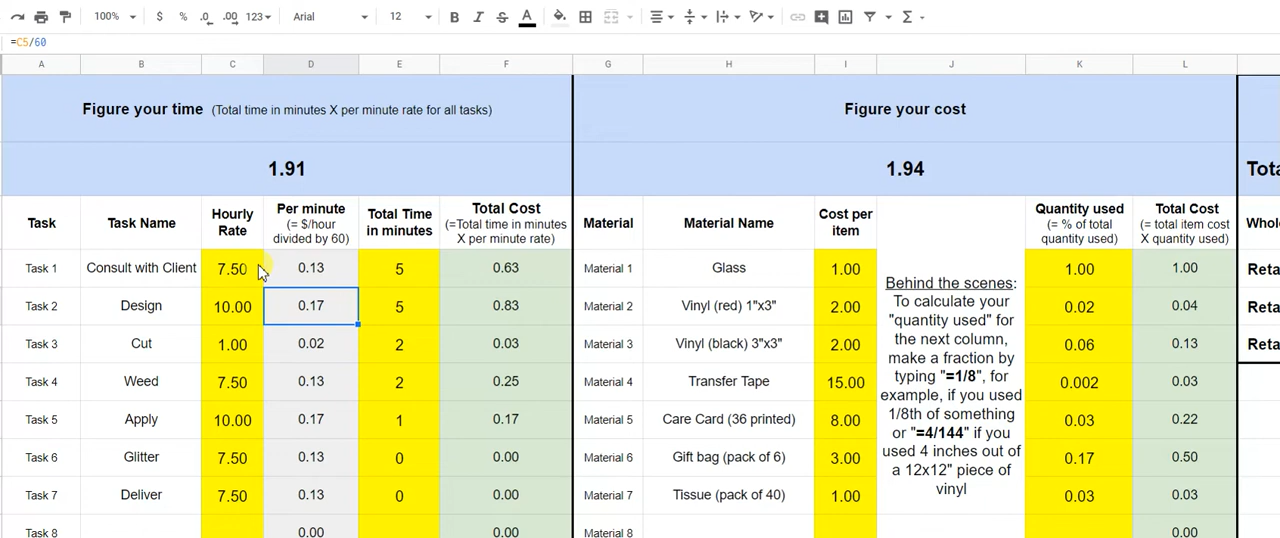 100% $ % .0 .00 123 Arial 12 B I S A
=C5/60
A B C D E F G H I J K L
Figure your time (Total time in minutes X per minute rate for all tasks) Figure your cost
1.91 1.94 Tota
Task Task Name Hourly Rate Per minute (= $/hour divided by 60) Total Time in minutes Total Cost (=Total time in minutes X per minute rate) Material Material Name Cost per item Quantity used (= % of total quantity used) Total Cost (= total item cost X quantity used) Whole
Task 1 Consult with Client 7.50 0.13 5 0.63 Material 1 Glass 1.00 1.00 1.00 Reta
Task 2 Design 10.00 0.17 5 0.83 Material 2 Vinyl (red) 1"x3" 2.00 0.02 0.04 Reta
Task 3 Cut 1.00 0.02 2 0.03 Material 3 Vinyl (black) 3"x3" 2.00 0.06 0.13 Reta
Task 4 Weed 7.50 0.13 2 0.25 Material 4 Transfer Tape 15.00 0.002 0.03
Task 5 Apply 10.00 0.17 1 0.17 Material 5 Care Card (36 printed) 8.00 0.03 0.22
Task 6 Glitter 7.50 0.13 0 0.00 Material 6 Gift bag (pack of 6) 3.00 0.17 0.50
Task 7 Deliver 7.50 0.13 0 0.00 Material 7 Tissue (pack of 40) 1.00 0.03 0.03
Task 8 0.00 0.00 Material 8 0.00
Behind the scenes:
To calculate your
"quantity used" for
the next column,
make a fraction by
typing "=1/8", for
example, if you used
1/8th of something
or "=4/144" if you
used 4 inches out of
a 12x12" piece of
vinyl